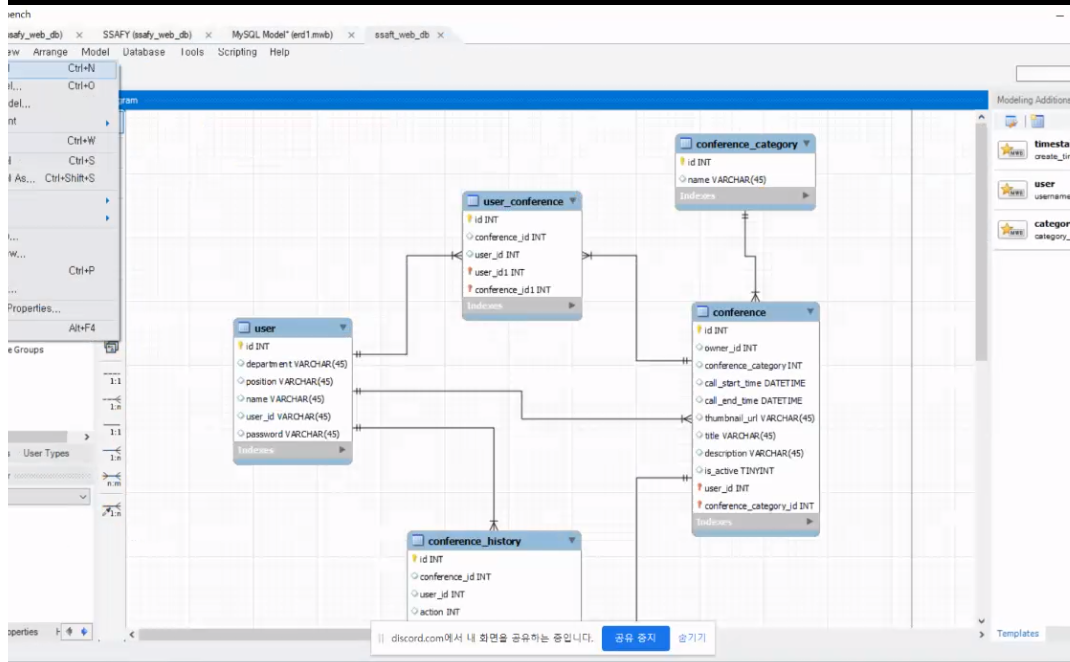 ench
ssafy_web_db) × SSAFY (ssafy_web_db) × MySQL Model* (erd1.mwb) × ssaft_web_db ×
ew Arrange Model Database Tools Scripting Help
Ctrl+N
Ctrl+O
del...
nt
Ctrl+W
Ctrl+S
l As... Ctrl+Shift+S
w...
Ctrl+P
Properties...
Alt+F4
e Groups
gram
1:1
1:n
1:1
1:n
n:m
1:n
s User Types
operties
conference_category
id INT
name VARCHAR(45)
Indexes
user_conference
id INT
conference_id INT
user_id INT
user_id1 INT
conference_id1 INT
Indexes
user
id INT
department VARCHAR(45)
position VARCHAR(45)
name VARCHAR(45)
user_id VARCHAR(45)
password VARCHAR(45)
Indexes
conference
id INT
owner_id INT
conference_category INT
call_start_time DATETIME
call_end_time DATETIME
thumbnail_url VARCHAR(45)
title VARCHAR(45)
description VARCHAR(45)
is_active TINYINT
user_id INT
conference_category_id INT
Indexes
conference_history
id INT
conference_id INT
user_id INT
action INT
Modeling Additions
timesta
create_tim
user
username
categor
category_
Templates
discord.com에서 내 화면을 공유하는 중입니다. 공유 중지 숨기기